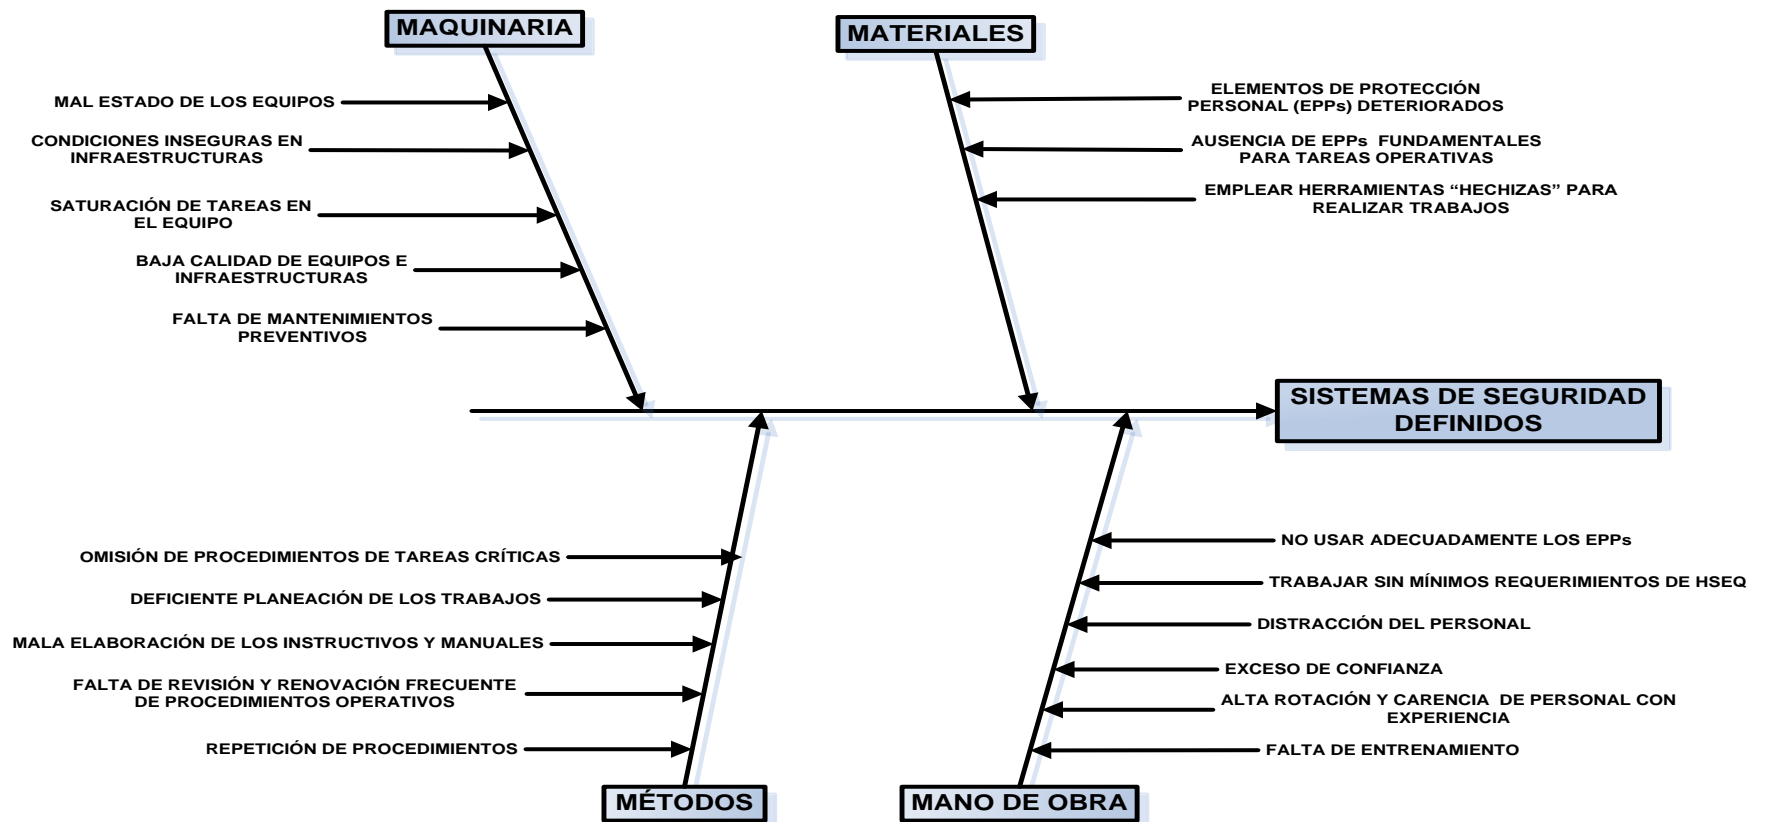 MAQUINARIA
MATERIALES
MAL ESTADO DE LOS EQUIPOS
CONDICIONES INSEGURAS EN
INFRAESTRUCTURAS
SATURACIÓN DE TAREAS EN
EL EQUIPO
BAJA CALIDAD DE EQUIPOS E
INFRAESTRUCTURAS
FALTA DE MANTENIMIENTOS
PREVENTIVOS
ELEMENTOS DE PROTECCIÓN
PERSONAL (EPPs) DETERIORADOS
AUSENCIA DE EPPs FUNDAMENTALES
PARA TAREAS OPERATIVAS
EMPLEAR HERRAMIENTAS “HECHIZAS” PARA
REALIZAR TRABAJOS
SISTEMAS DE SEGURIDAD
DEFINIDOS
OMISIÓN DE PROCEDIMIENTOS DE TAREAS CRÍTICAS
DEFICIENTE PLANEACIÓN DE LOS TRABAJOS
MALA ELABORACIÓN DE LOS INSTRUCTIVOS Y MANUALES
FALTA DE REVISIÓN Y RENOVACIÓN FRECUENTE
DE PROCEDIMIENTOS OPERATIVOS
REPETICIÓN DE PROCEDIMIENTOS
NO USAR ADECUADAMENTE LOS EPPs
TRABAJAR SIN MÍNIMOS REQUERIMIENTOS DE HSEQ
DISTRACCIÓN DEL PERSONAL
EXCESO DE CONFIANZA
ALTA ROTACIÓN Y CARENCIA DE PERSONAL CON
EXPERIENCIA
FALTA DE ENTRENAMIENTO
MÉTODOS
MANO DE OBRA